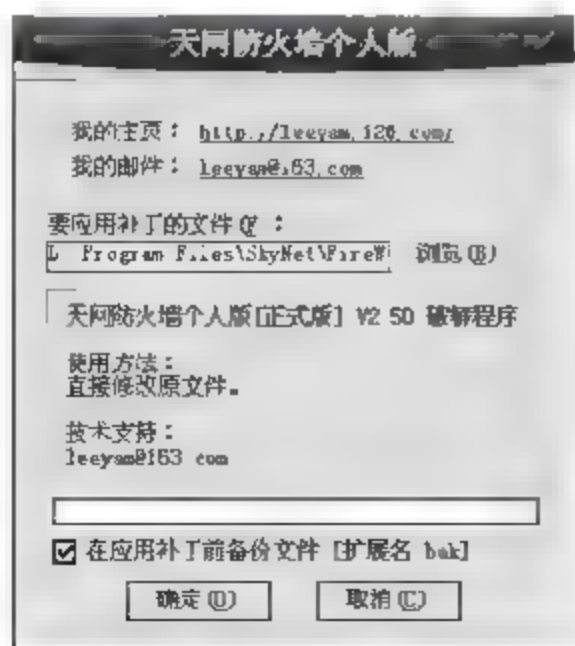 天网防火墙个人版
我的主页： http://leeyam.126.com/
我的邮件： leeyam@163.com
要应用补丁的文件(F)：
Program Files\SkyNet\FireW
浏览(B)
天网防火墙个人版[正式版] V2 50 破解程序
使用方法：
直接修改原文件。
技术支持：
leeyam@163 com
在应用补丁前备份文件 [扩展名 bak]
确定(O)
取消(C)